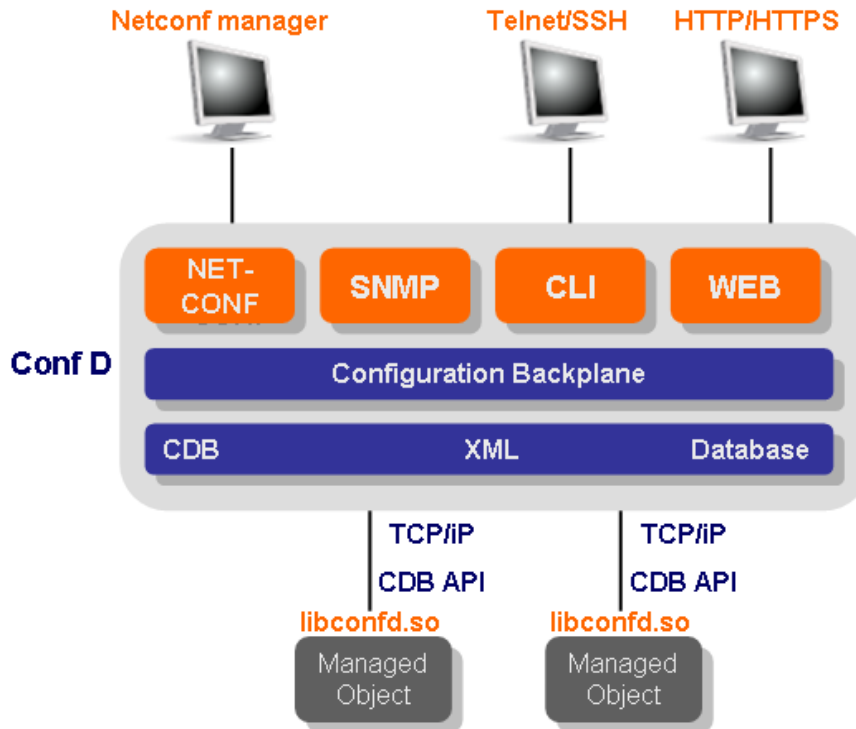 Netconf manager
Telnet/SSH
HTTP/HTTPS
NET-
CONF
SNMP
CLI
WEB
Conf D
Configuration Backplane
CDB XML Database
TCP/iP
CDB API
libconfd.so
Managed
Object
TCP/iP
CDB API
libconfd.so
Managed
Object